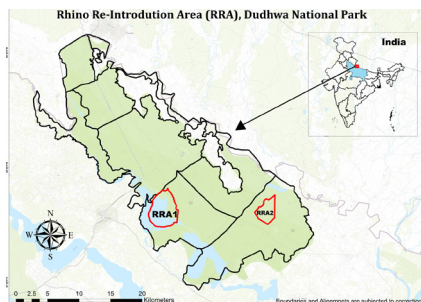 Rhino Re-Introdution Area (RRA), Dudhwa National Park
India
RRA1
RRA2
N
W E
S
0 2.5 5 10 15 20
Kilometers
Boundaries and Alignments are subjected to correction